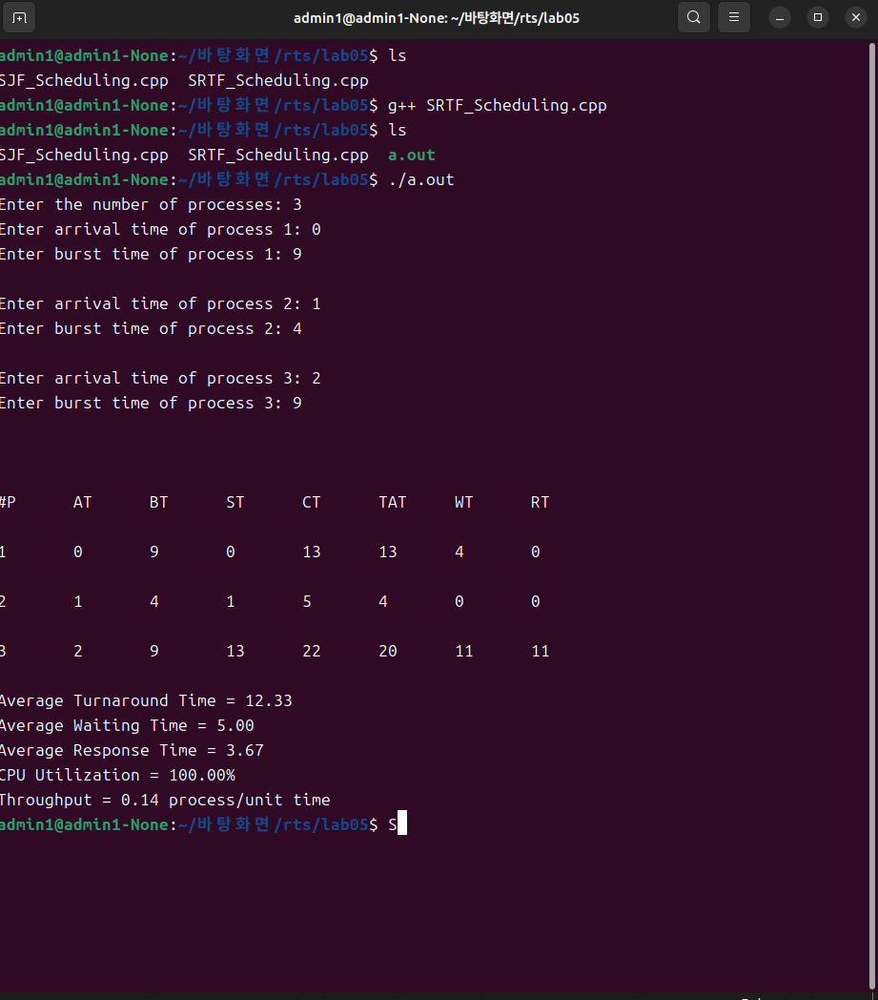 admin1@admin1-None: ~/바탕화면/rts/lab05
admin1@admin1-None:~/바탕화면/rts/lab05$ ls
SJF_Scheduling.cpp  SRTF_Scheduling.cpp
admin1@admin1-None:~/바탕화면/rts/lab05$ g++ SRTF_Scheduling.cpp
admin1@admin1-None:~/바탕화면/rts/lab05$ ls
SJF_Scheduling.cpp  SRTF_Scheduling.cpp  a.out
admin1@admin1-None:~/바탕화면/rts/lab05$ ./a.out
Enter the number of processes: 3
Enter arrival time of process 1: 0
Enter burst time of process 1: 9
Enter arrival time of process 2: 1
Enter burst time of process 2: 4
Enter arrival time of process 3: 2
Enter burst time of process 3: 9
#P AT BT ST CT TAT WT RT
1 0 9 0 13 13 4 0
2 1 4 1 5 4 0 0
3 2 9 13 22 20 11 11
Average Turnaround Time = 12.33
Average Waiting Time = 5.00
Average Response Time = 3.67
CPU Utilization = 100.00%
Throughput = 0.14 process/unit time
admin1@admin1-None:~/바탕화면/rts/lab05$ S